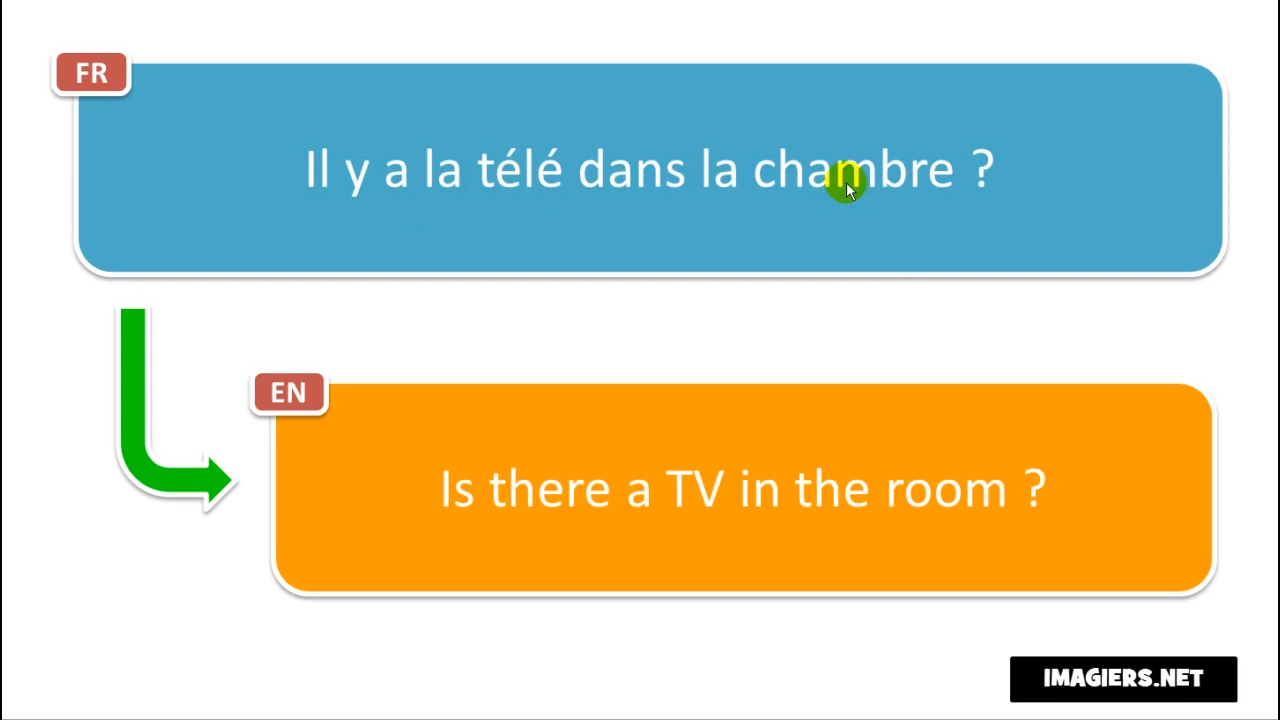 FR
Il y a la télé dans la chambre ?
EN
Is there a TV in the room ?
IMAGIERS.NET